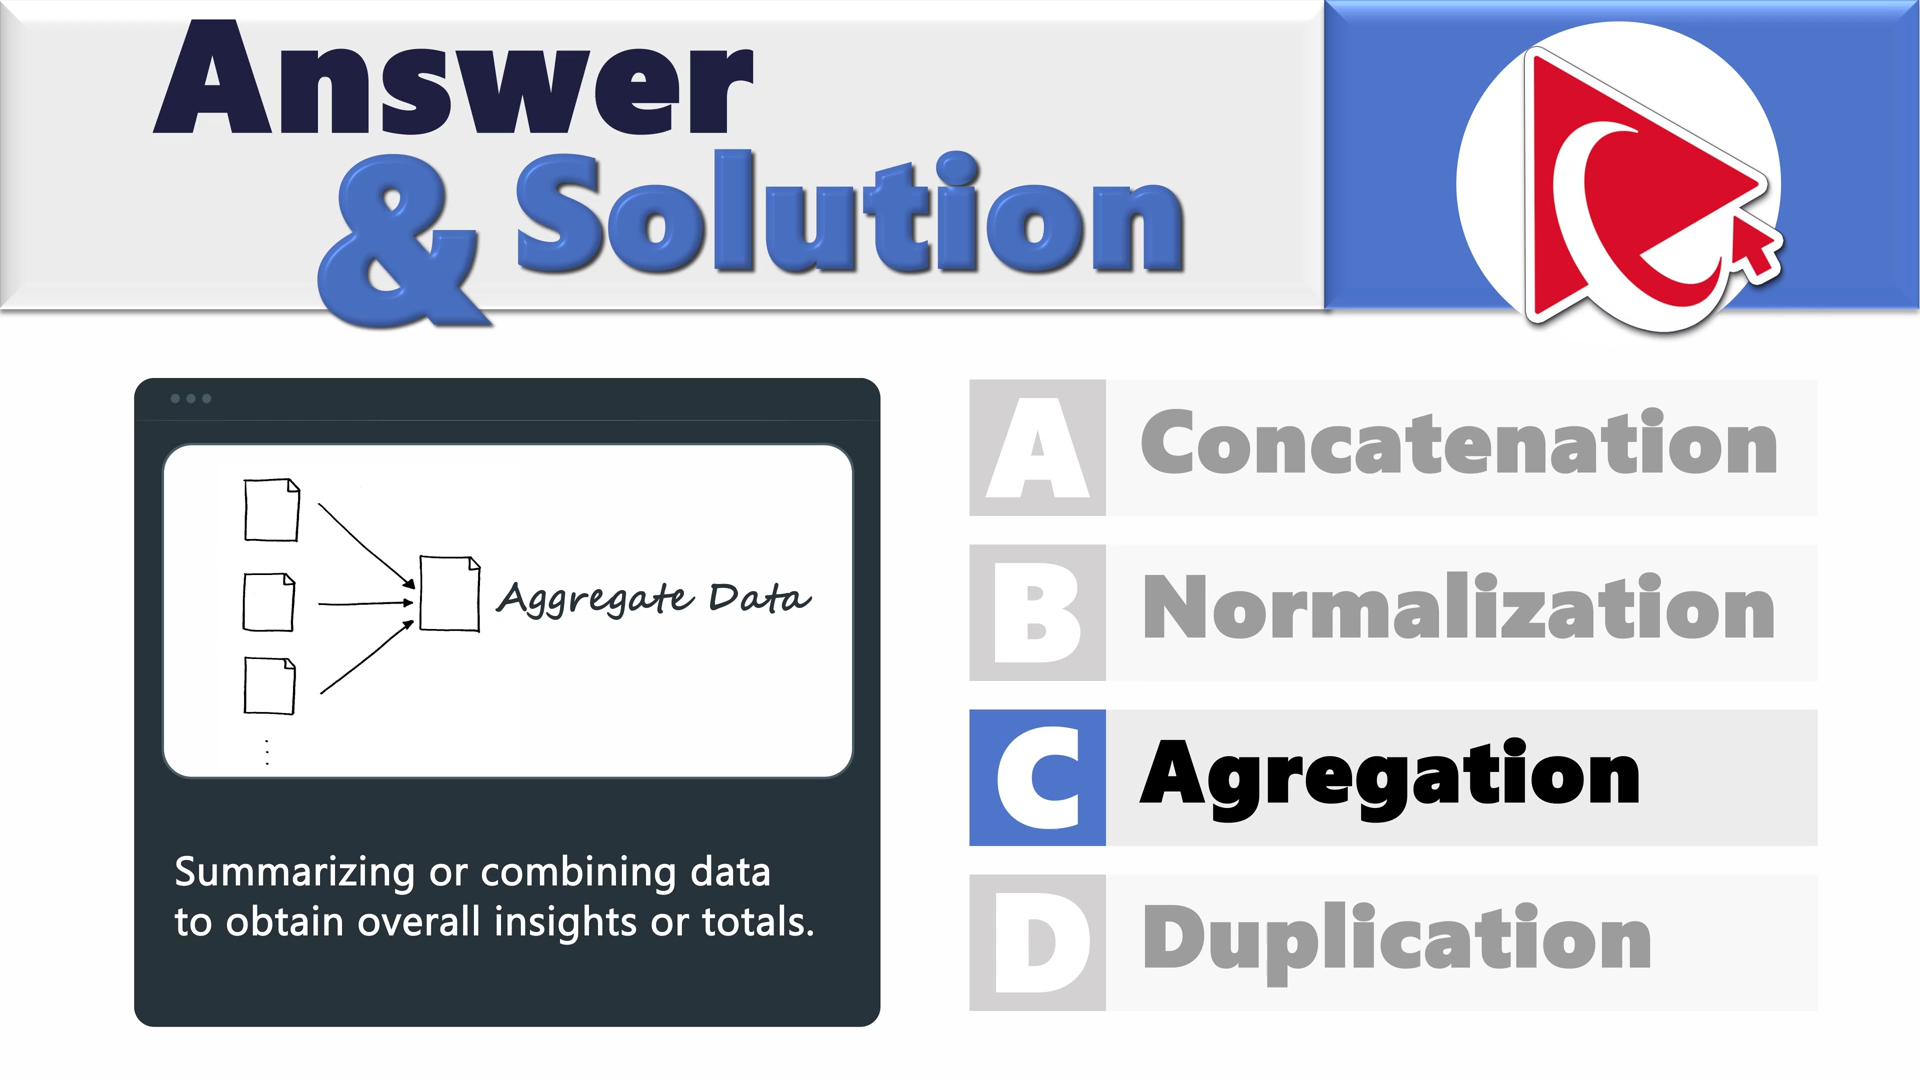 Answer
& Solution
Aggregate Data
Summarizing or combining data
to obtain overall insights or totals.
A Concatenation
B Normalization
C Agregation
D Duplication